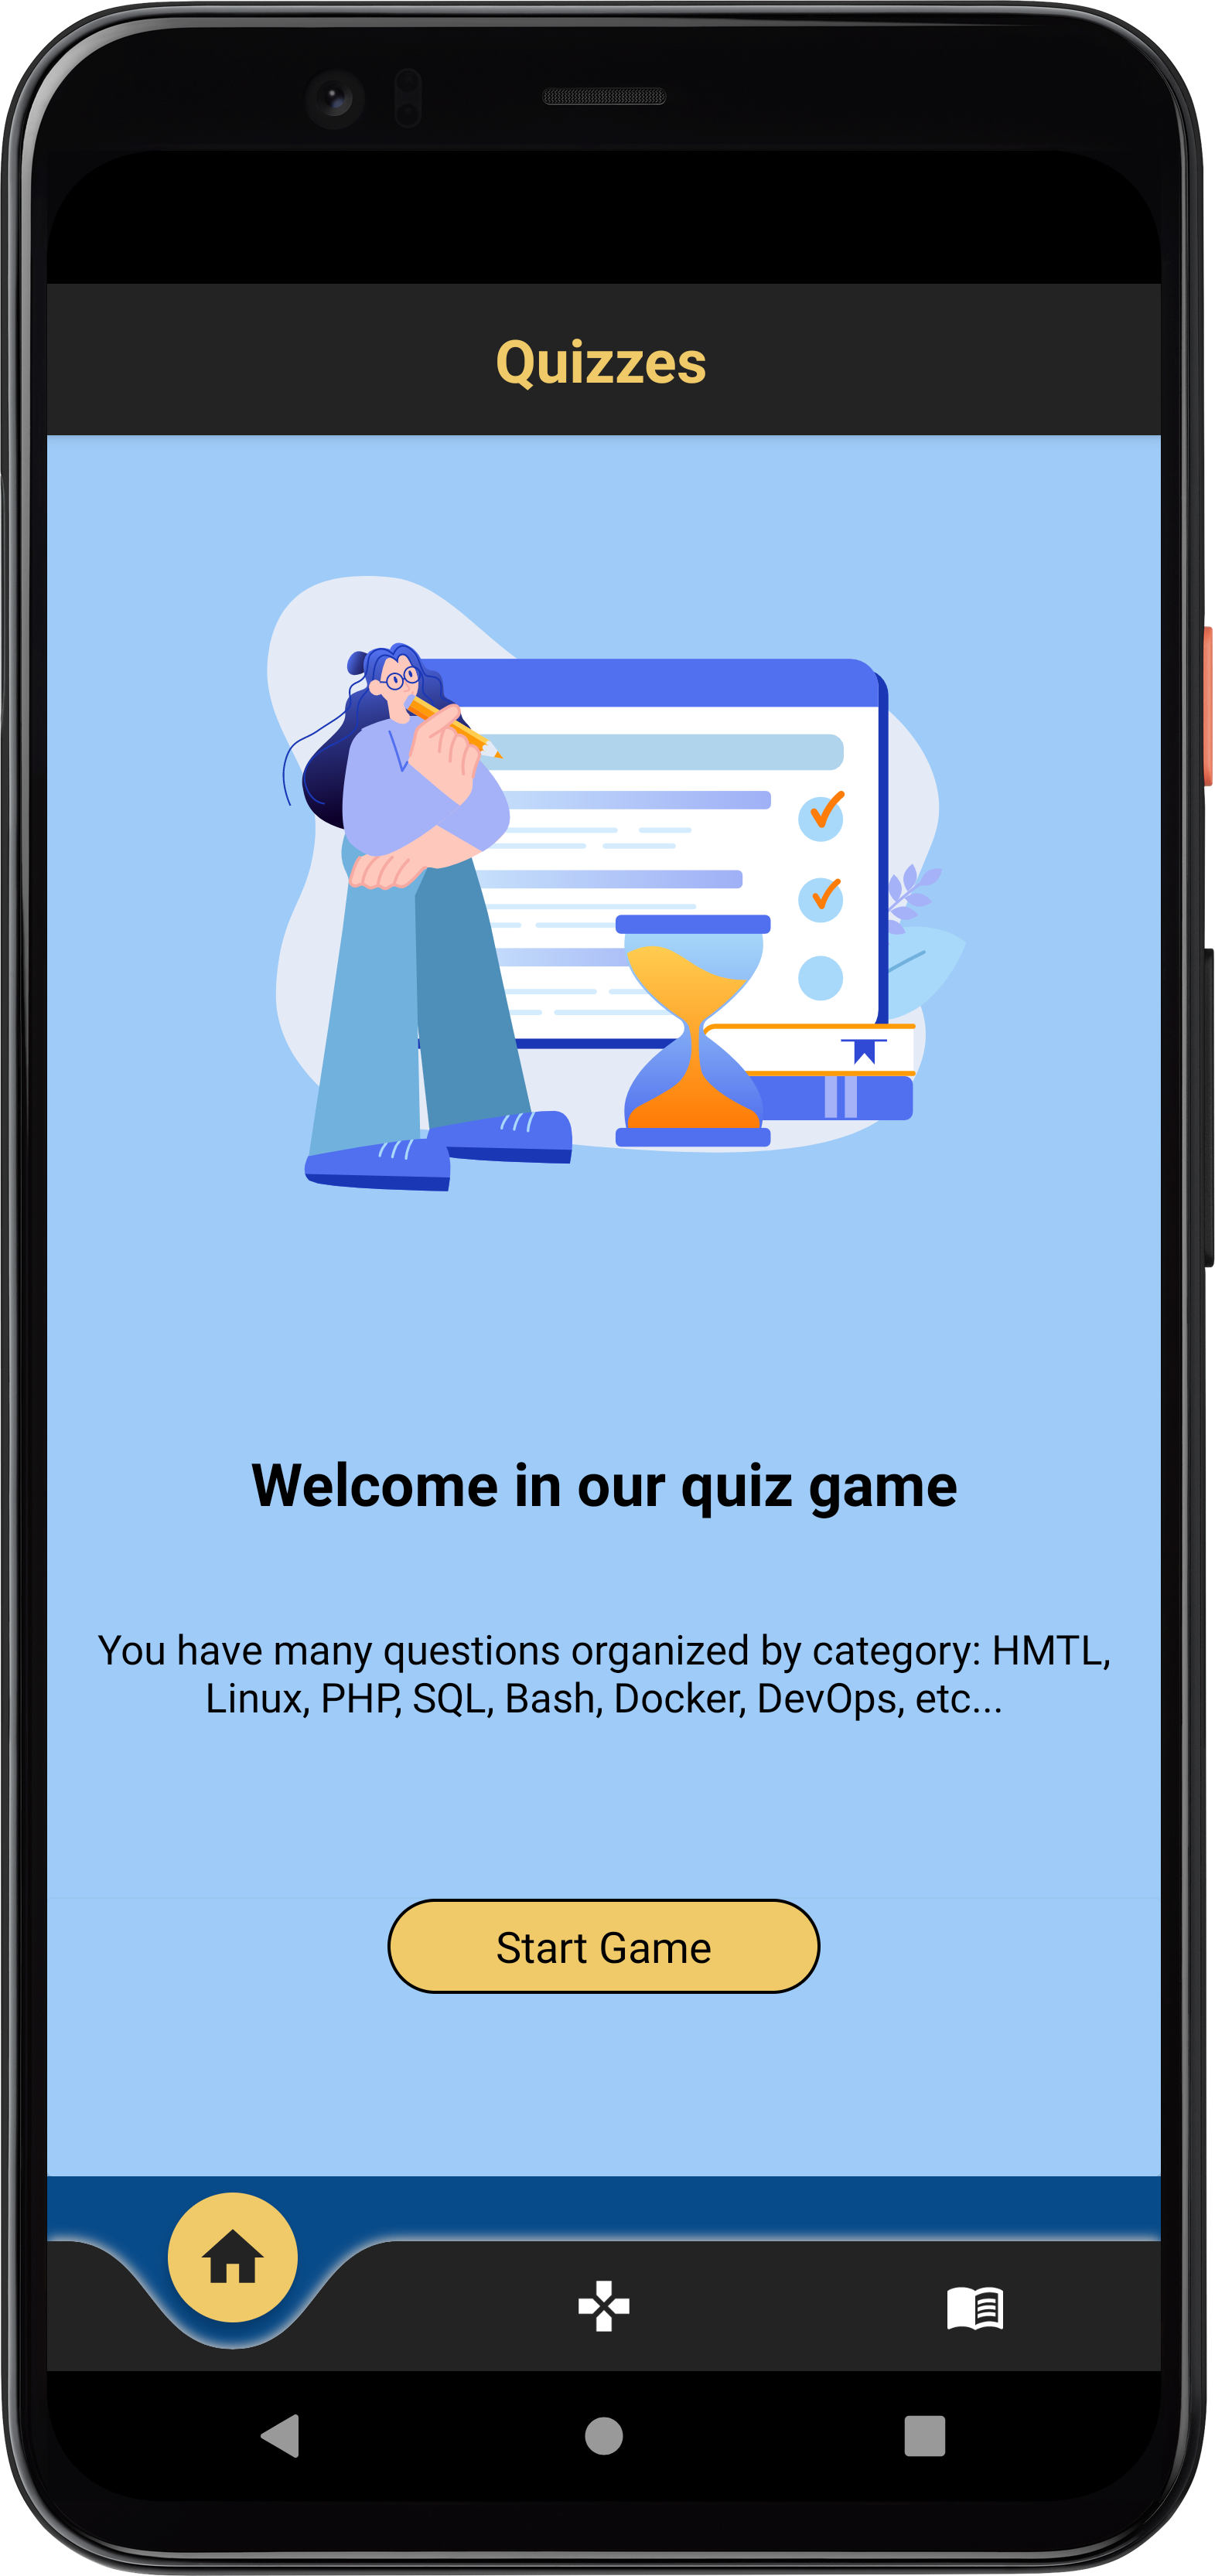 Quizzes
Welcome in our quiz game
You have many questions organized by category: HMTL,
Linux, PHP, SQL, Bash, Docker, DevOps, etc...
Start Game